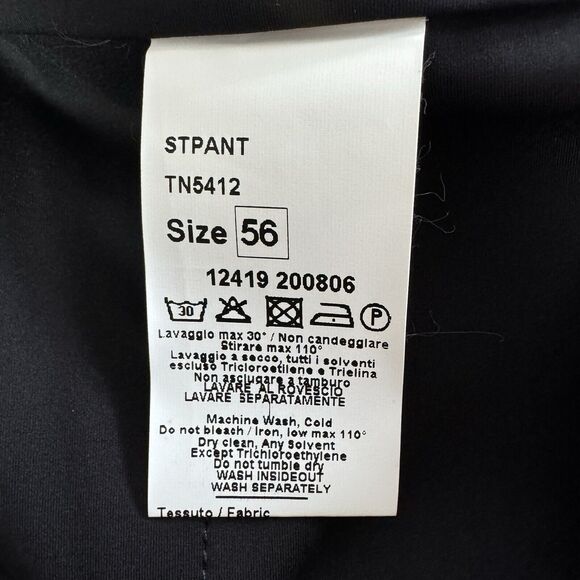 STPANT
TN5412
Size 56
12419 200806
30 P
Lavaggio max 30° / Non candeggiare
Stirare max 110°
Lavaggio a secco, tutti i solventi
escluso Tricloroetilene e Trielina
Non asciugare a tamburo
LAVARE AL ROVESCIO
LAVARE SEPARATAMENTE
Machine Wash, Cold
Do not bleach / Iron, low max 110°
Dry clean, Any Solvent
Except Trichloroethylene
Do not tumble dry
WASH INSIDEOUT
WASH SEPARATELY
Tessuto / Fabric